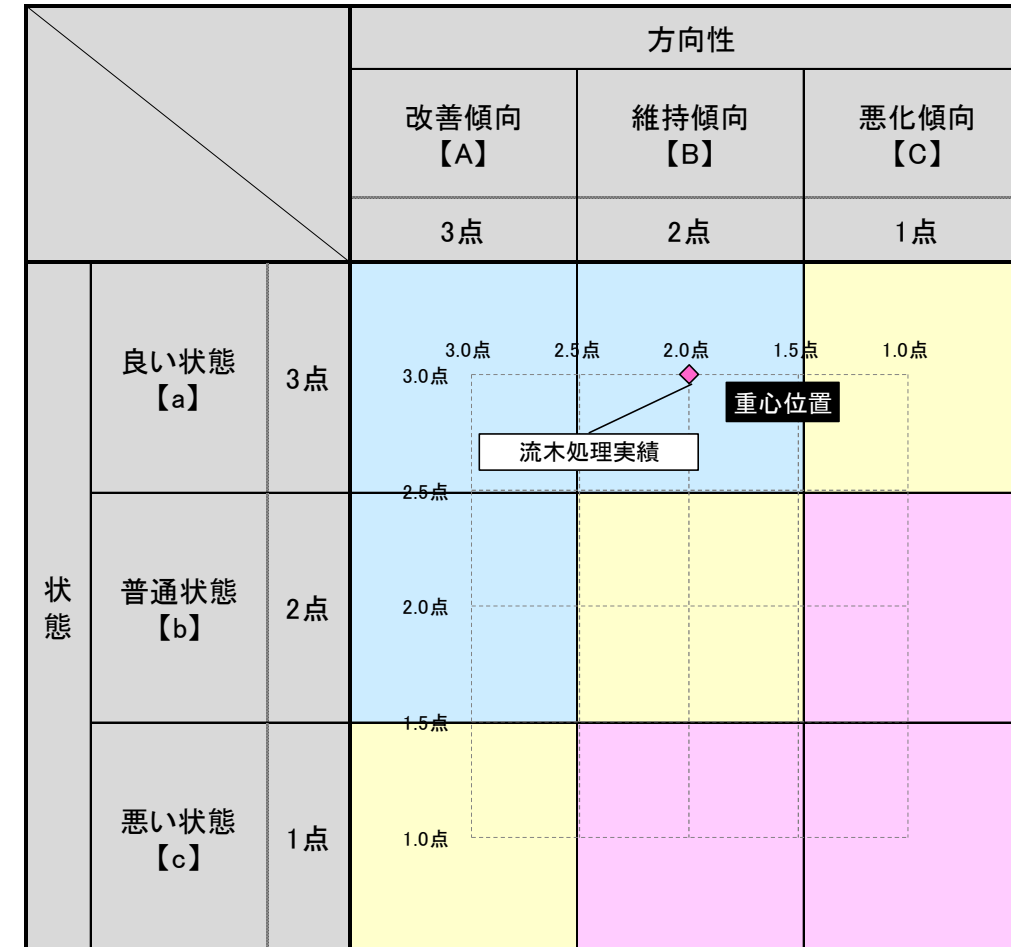 方向性
改善傾向
【A】
維持傾向
【B】
悪化傾向
【C】
3点
2点
1点
状態
良い状態
【a】
3点
3.0点
2.5点
2.0点
1.5点
1.0点
3.0点
重心位置
流木処理実績
2.5点
普通状態
【b】
2点
2.0点
1.5点
悪い状態
【c】
1点
1.0点